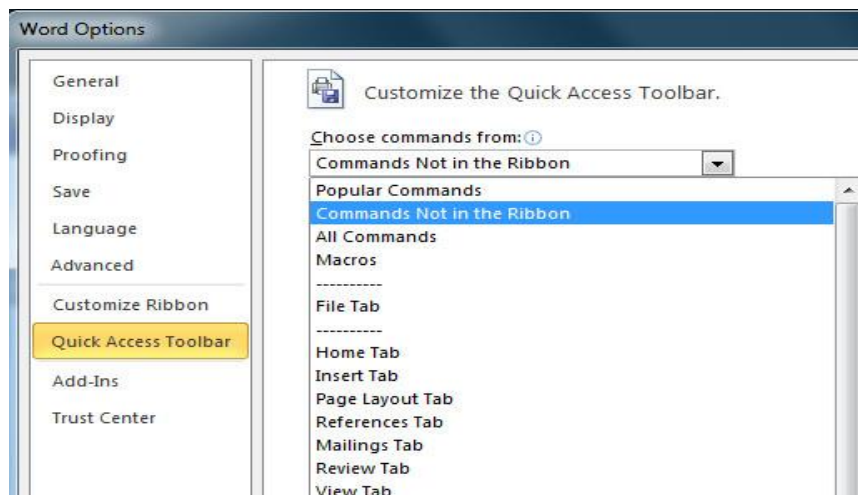 Word Options
General
Display
Proofing
Save
Language
Advanced
Customize Ribbon
Quick Access Toolbar
Add-Ins
Trust Center
Customize the Quick Access Toolbar.
Choose commands from:
Commands Not in the Ribbon
Popular Commands
Commands Not in the Ribbon
All Commands
Macros
----------
File Tab
----------
Home Tab
Insert Tab
Page Layout Tab
References Tab
Mailings Tab
Review Tab
View Tab